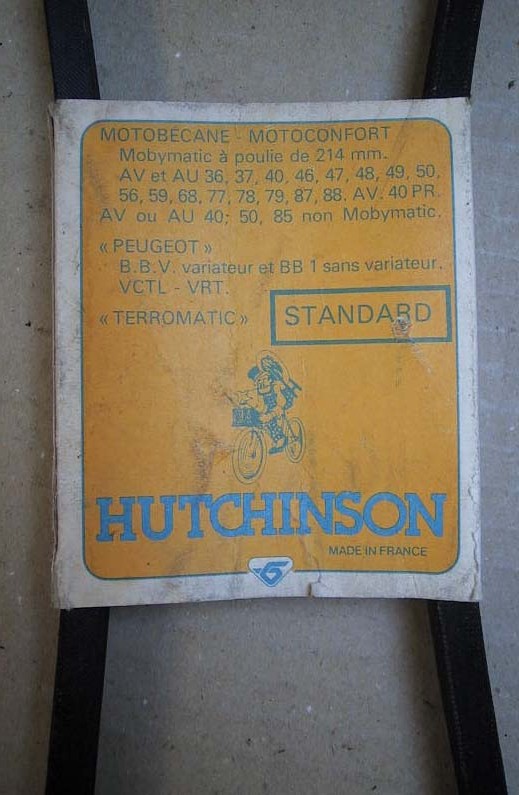 MOTOBÉCANE - MOTOCONFORT
Mobymatic à poulie de 214 mm.
AV et AU 36, 37, 40, 46, 47, 48, 49, 50,
56, 59, 68, 77, 78, 79, 87, 88. AV. 40 PR.
AV ou AU 40; 50, 85 non Mobymatic.
« PEUGEOT »
B.B.V. variateur et BB 1 sans variateur.
VCTL - VRT.
« TERROMATIC »
STANDARD
HUTCHINSON
MADE IN FRANCE